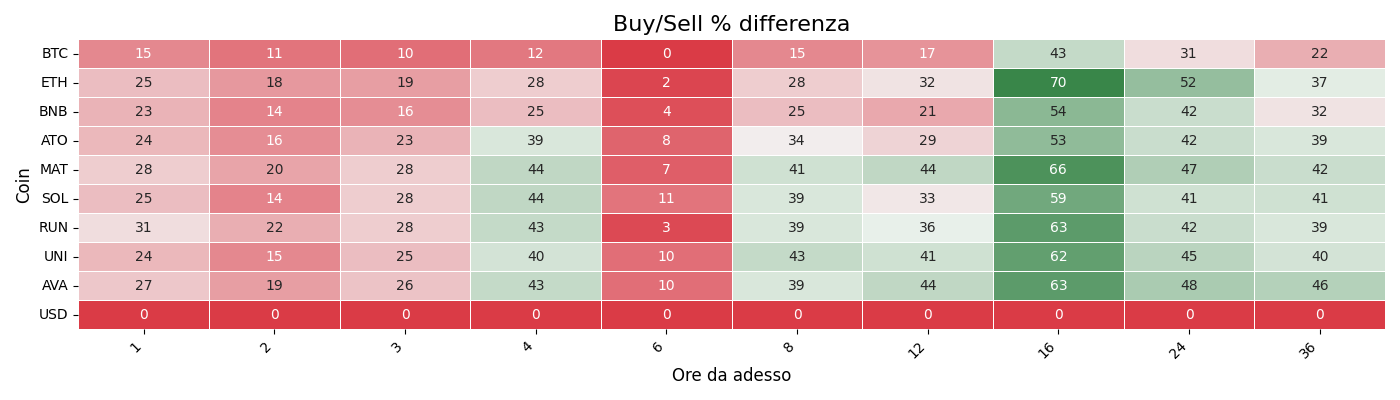 Buy/Sell % differenza
Coin
BTC 15 11 10 12 0 15 17 43 31 22
ETH 25 18 19 28 2 28 32 70 52 37
BNB 23 14 16 25 4 25 21 54 42 32
ATO 24 16 23 39 8 34 29 53 42 39
MAT 28 20 28 44 7 41 44 66 47 42
SOL 25 14 28 44 11 39 33 59 41 41
RUN 31 22 28 43 3 39 36 63 42 39
UNI 24 15 25 40 10 43 41 62 45 40
AVA 27 19 26 43 10 39 44 63 48 46
USD 0 0 0 0 0 0 0 0 0 0
1 2 3 4 6 8 12 16 24 36
Ore da adesso